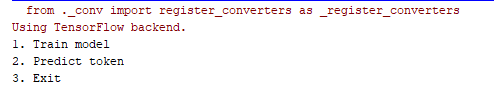 from ._conv import register_converters as _register_converters
Using TensorFlow backend.
1. Train model
2. Predict token
3. Exit